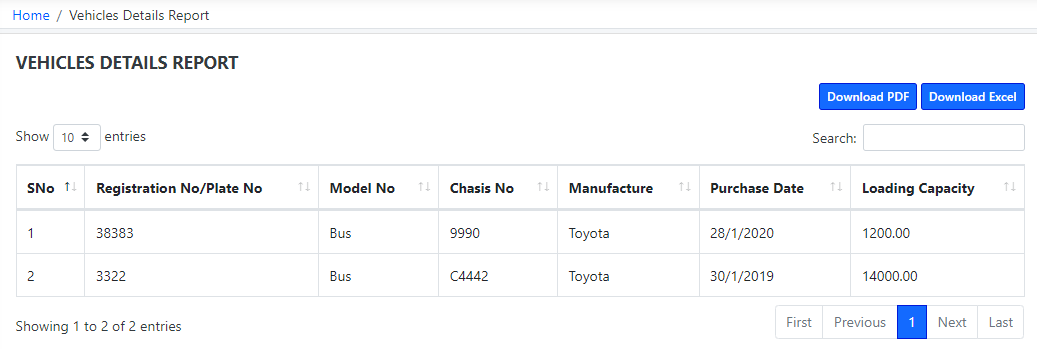 Home / Vehicles Details Report
VEHICLES DETAILS REPORT
Download PDF Download Excel
Show 10 entries Search:
SNo Registration No/Plate No Model No Chasis No Manufacture Purchase Date Loading Capacity
1 38383 Bus 9990 Toyota 28/1/2020 1200.00
2 3322 Bus C4442 Toyota 30/1/2019 14000.00
Showing 1 to 2 of 2 entries First Previous 1 Next Last